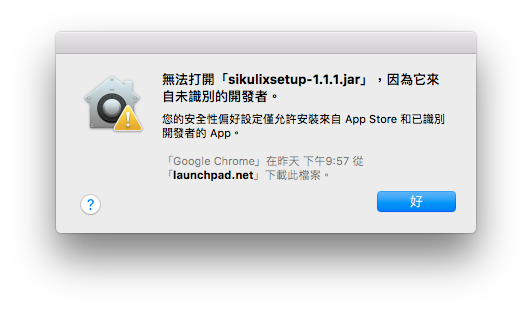 無法打開「sikulixsetup-1.1.1.jar」，因為它來
自未識別的開發者。
您的安全性偏好設定僅允許安裝來自 App Store 和已識別
開發者的 App。
「Google Chrome」在昨天 下午9:57 從
「launchpad.net」下載此檔案。
?
好